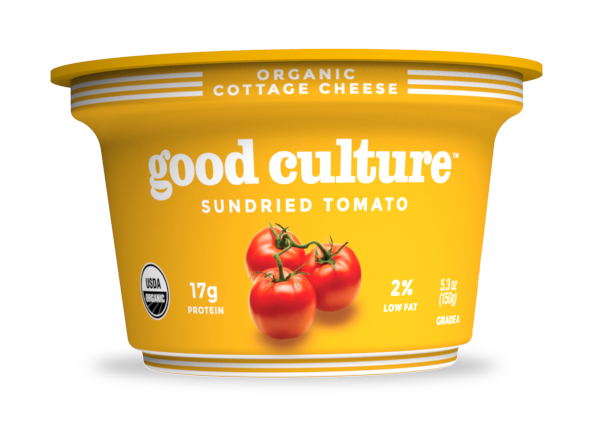 ORGANIC
COTTAGE CHEESE
good culture™
SUNDRIED TOMATO
USDA
ORGANIC
17g
PROTEIN
2%
LOW FAT
5.3 oz
(150g)
GRADE A